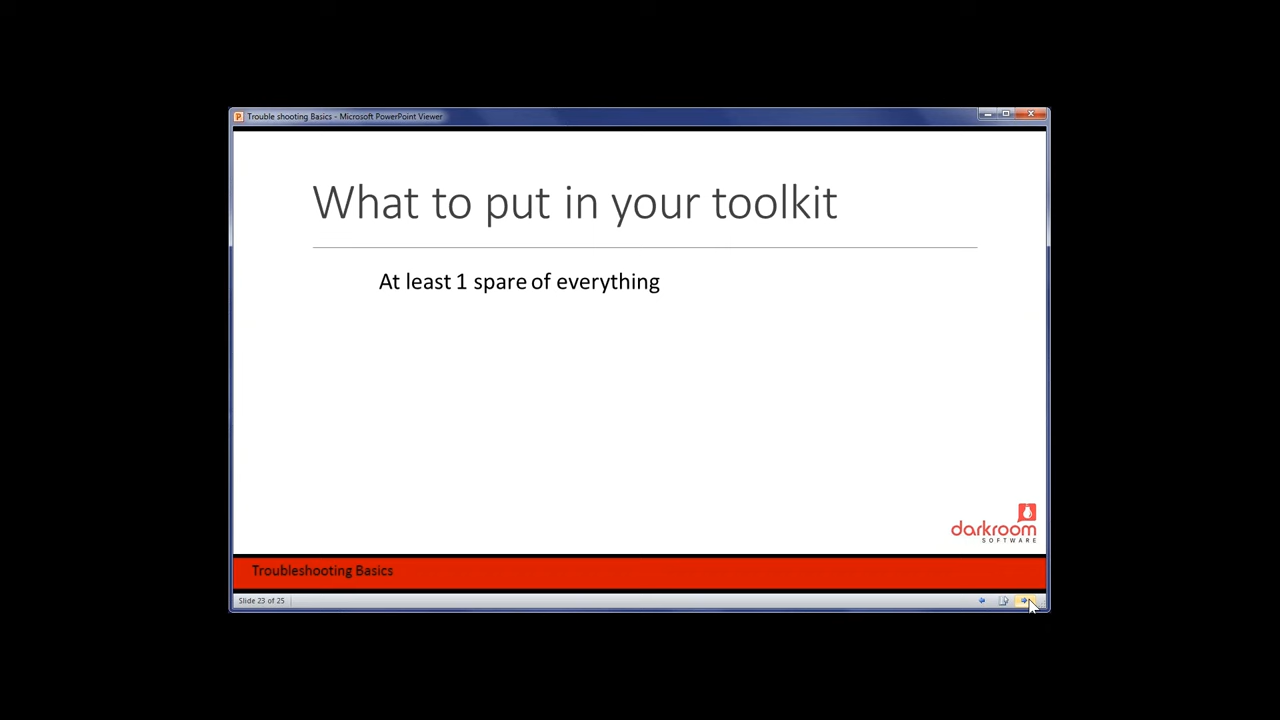 Trouble shooting Basics - Microsoft PowerPoint Viewer
What to put in your toolkit
At least 1 spare of everything
darkroom
SOFTWARE
Troubleshooting Basics
Slide 23 of 25